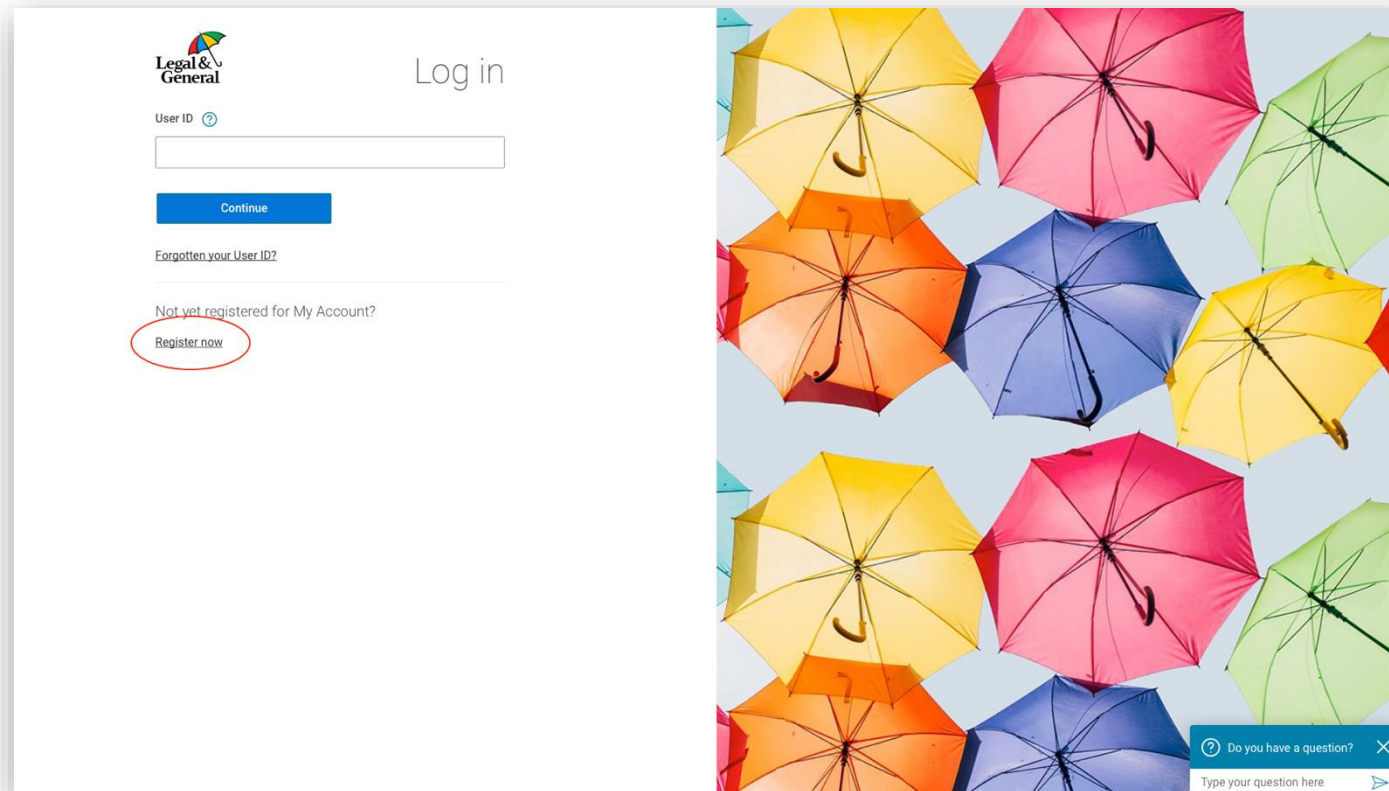 Legal &
General
Log in
User ID ?
Continue
Forgotten your User ID?
Not yet registered for My Account?
Register now
? Do you have a question?
Type your question here